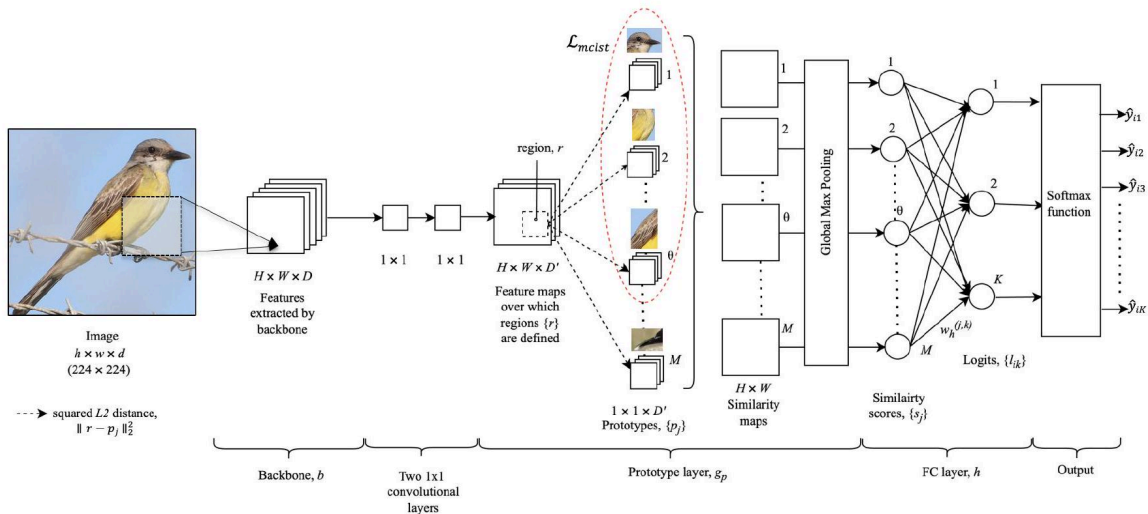 Image
h × w × d
(224 × 224)
squared L2 distance,
‖ r − p_j ‖₂²
H × W × D
Features
extracted by
backbone
1 × 1
1 × 1
H × W × D′
Feature maps
over which
regions {r}
are defined
region, r
ℒ_mcist
1
2
θ
M
1 × 1 × D′
Prototypes, {p_j}
1
2
θ
M
H × W
Similarity
maps
Global Max Pooling
1
2
θ
M
Similairty
scores, {s_j}
w_h^(j,k)
1
2
K
Logits, {l_ik}
Softmax
function
ŷ_i1
ŷ_i2
ŷ_i3
ŷ_iK
Backbone, b
Two 1x1
convolutional
layers
Prototype layer, g_p
FC layer, h
Output